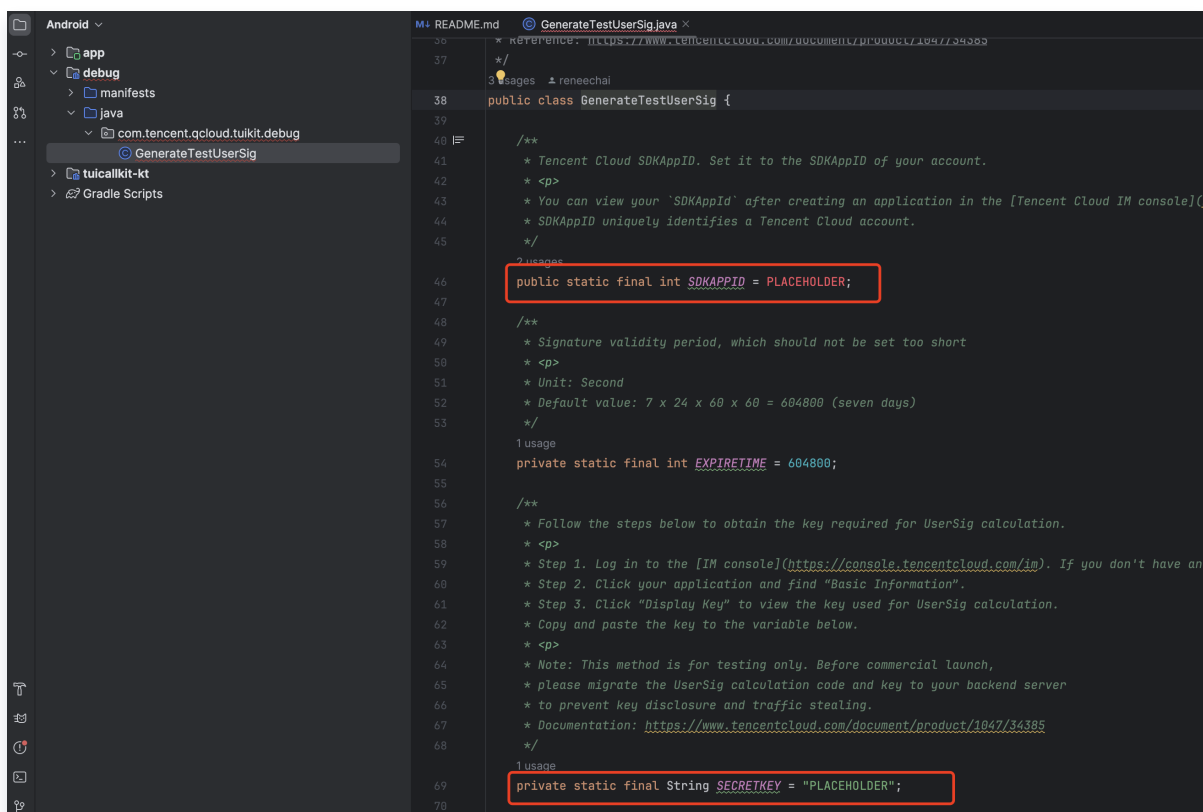 Android
app
debug
manifests
java
com.tencent.qcloud.tuikit.debug
GenerateTestUserSig
tuicallkit-kt
Gradle Scripts
M↓ README.md
© GenerateTestUserSig.java ×
36 * Reference: https://www.tencentcloud.com/document/product/1047/34385
37 */
3 usages reneechai
38 public class GenerateTestUserSig {
39
40 /**
41 * Tencent Cloud SDKAppID. Set it to the SDKAppID of your account.
42 * <p>
43 * You can view your `SDKAppId` after creating an application in the [Tencent Cloud IM console](
44 * SDKAppID uniquely identifies a Tencent Cloud account.
45 */
2 usages
46 public static final int SDKAPPID = PLACEHOLDER;
47
48 /**
49 * Signature validity period, which should not be set too short
50 * <p>
51 * Unit: Second
52 * Default value: 7 x 24 x 60 x 60 = 604800 (seven days)
53 */
1 usage
54 private static final int EXPIRETIME = 604800;
55
56 /**
57 * Follow the steps below to obtain the key required for UserSig calculation.
58 * <p>
59 * Step 1. Log in to the [IM console](https://console.tencentcloud.com/im). If you don't have an
60 * Step 2. Click your application and find “Basic Information”.
61 * Step 3. Click “Display Key” to view the key used for UserSig calculation.
62 * Copy and paste the key to the variable below.
63 * <p>
64 * Note: This method is for testing only. Before commercial launch,
65 * please migrate the UserSig calculation code and key to your backend server
66 * to prevent key disclosure and traffic stealing.
67 * Documentation: https://www.tencentcloud.com/document/product/1047/34385
68 */
1 usage
69 private static final String SECRETKEY = "PLACEHOLDER";
70